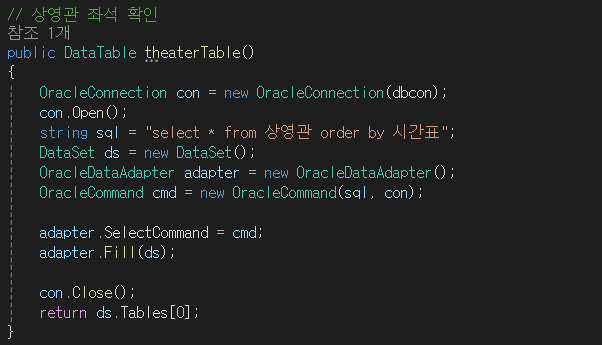 // 상영관 좌석 확인
참조 1개
public DataTable theaterTable()
{
OracleConnection con = new OracleConnection(dbcon);
con.Open();
string sql = "select * from 상영관 order by 시간표";
DataSet ds = new DataSet();
OracleDataAdapter adapter = new OracleDataAdapter();
OracleCommand cmd = new OracleCommand(sql, con);
adapter.SelectCommand = cmd;
adapter.Fill(ds);
con.Close();
return ds.Tables[0];
}